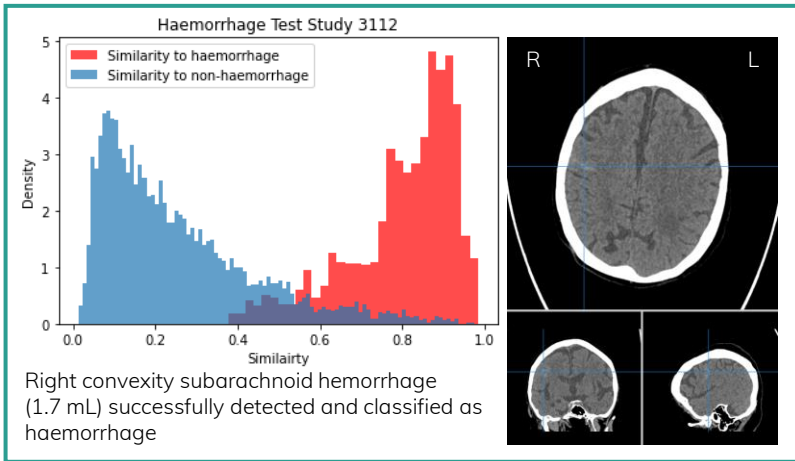 Haemorrhage Test Study 3112
Similarity to haemorrhage
Similarity to non-haemorrhage
5
4
3
2
1
0
Density
0.0 0.2 0.4 0.6 0.8 1.0
Similairty
R L
Right convexity subarachnoid hemorrhage
(1.7 mL) successfully detected and classified as
haemorrhage